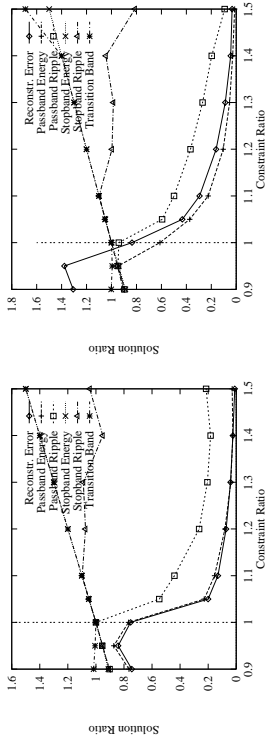 1.8
1.6
1.4
1.2
1
0.8
0.6
0.4
0.2
0
Solution Ratio
0.9
1
1.1
1.2
1.3
1.4
1.5
Constraint Ratio
Reconstr. Error
Passband Energy
Passband Ripple
Stopband Energy
Stopband Ripple
Transition Band
1.8
1.6
1.4
1.2
1
0.8
0.6
0.4
0.2
0
Solution Ratio
0.9
1
1.1
1.2
1.3
1.4
1.5
Constraint Ratio
Reconstr. Error
Passband Energy
Passband Ripple
Stopband Energy
Stopband Ripple
Transition Band